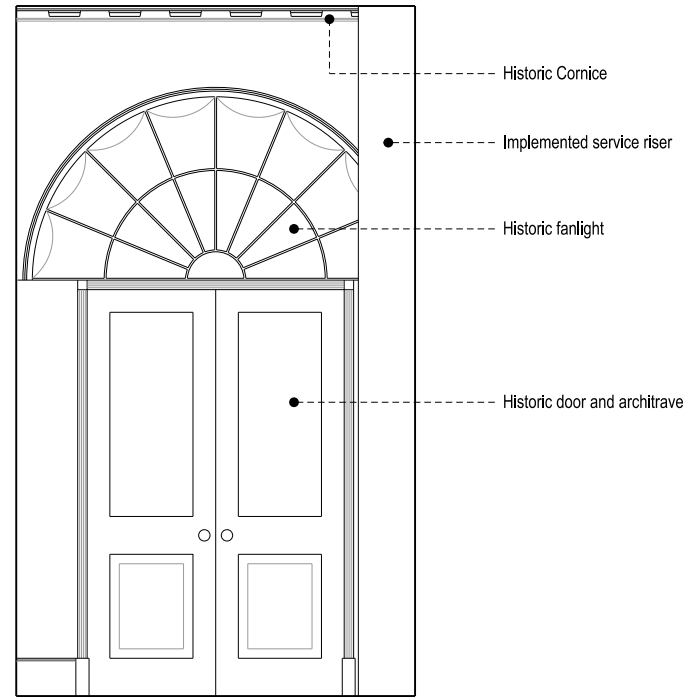 Historic Cornice
Implemented service riser
Historic fanlight
Historic door and architrave